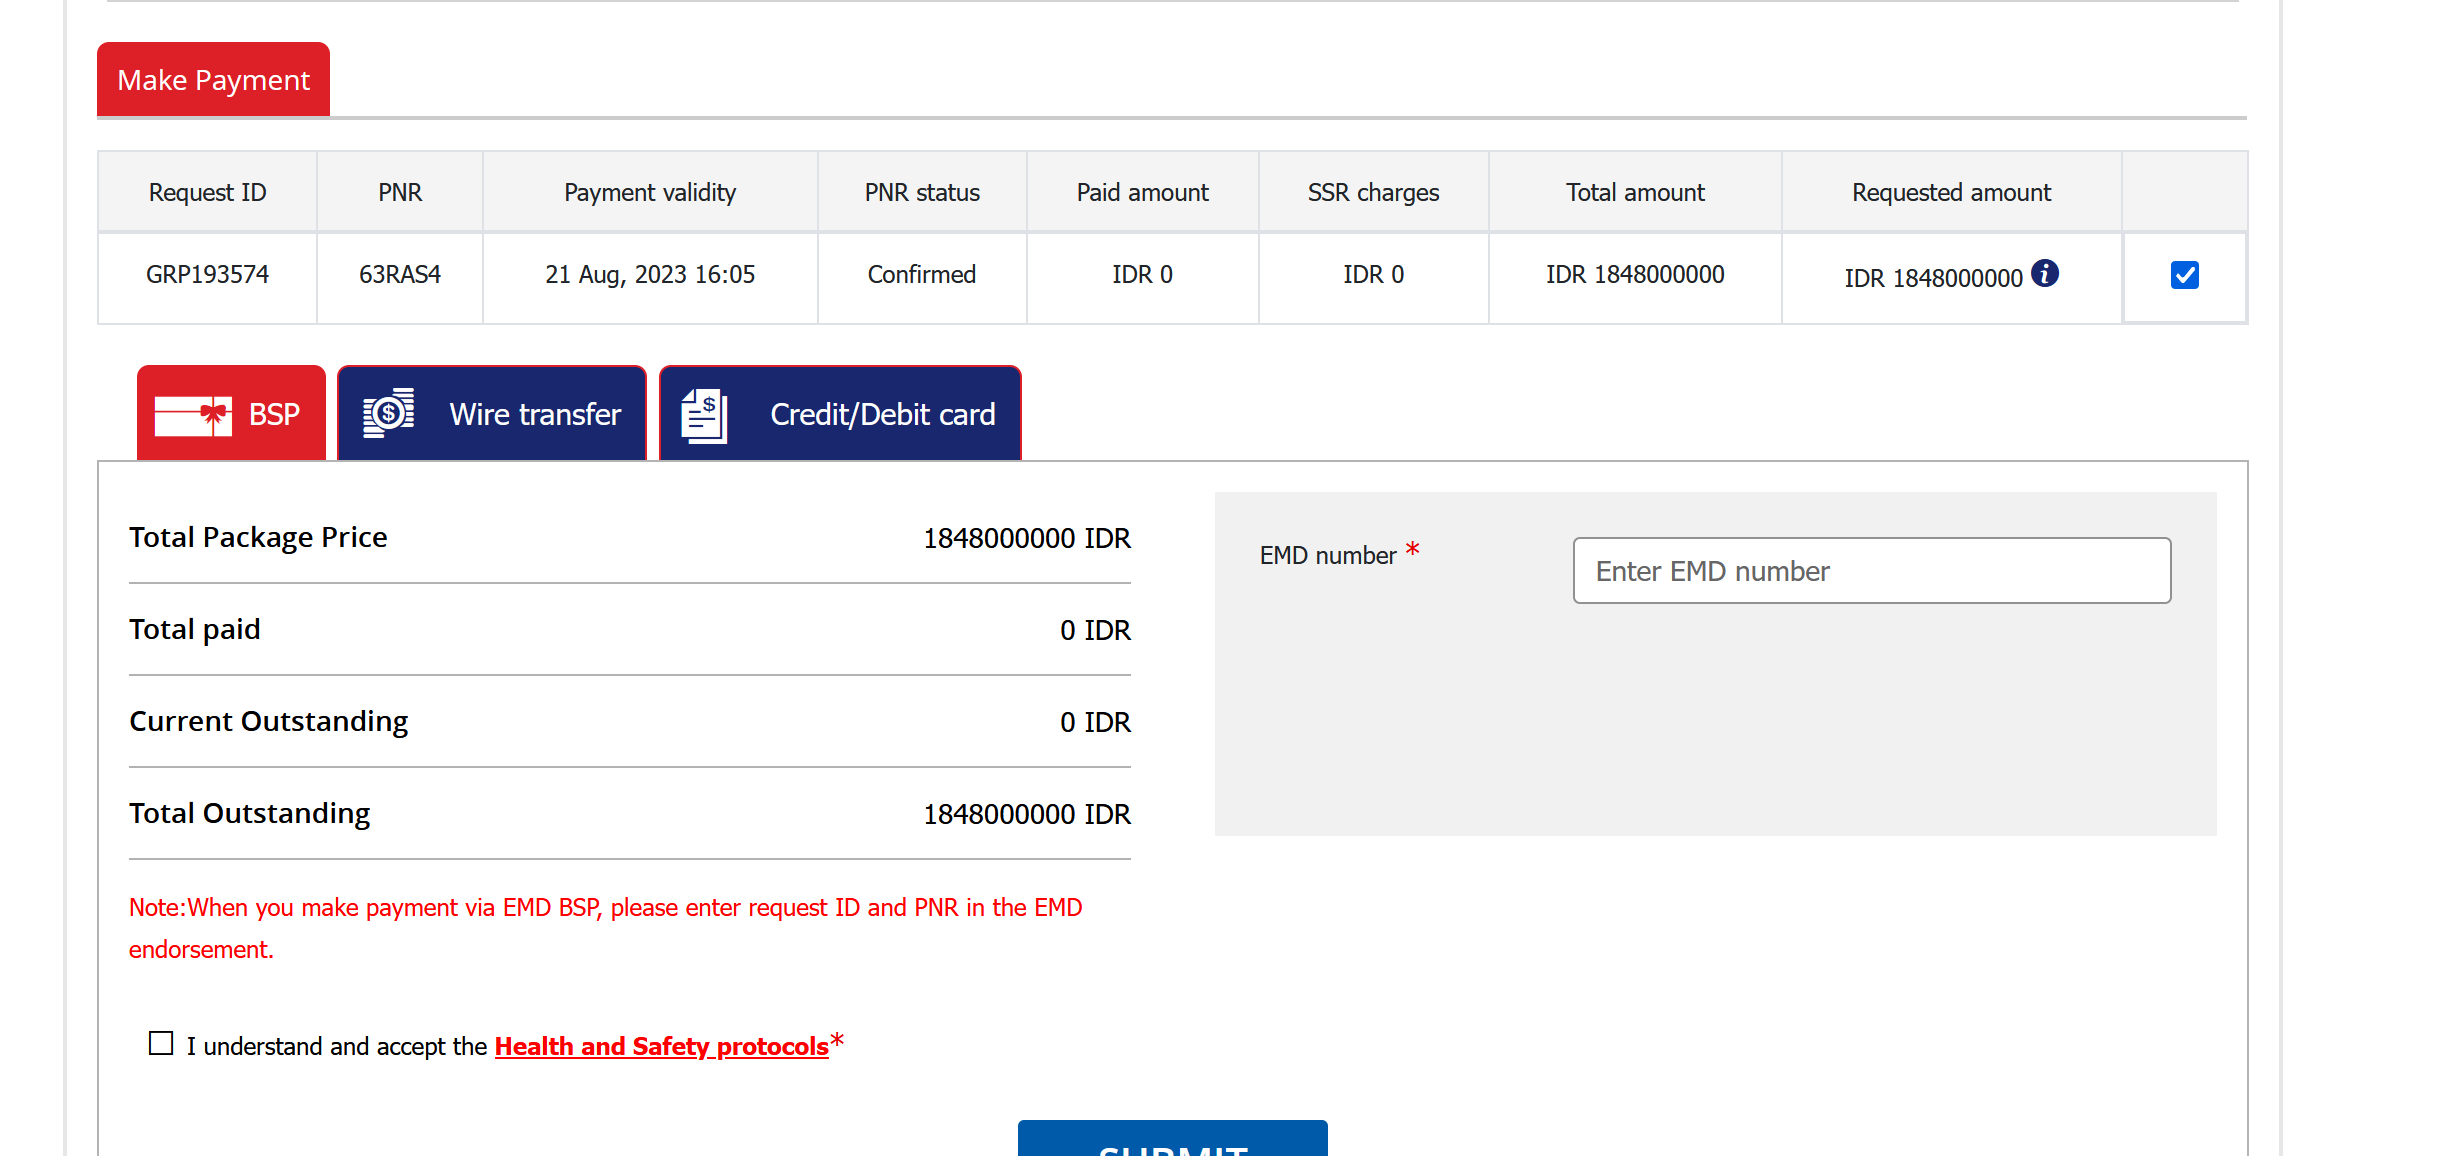 Make Payment
Request ID PNR Payment validity PNR status Paid amount SSR charges Total amount Requested amount
GRP193574 63RAS4 21 Aug, 2023 16:05 Confirmed IDR 0 IDR 0 IDR 1848000000 IDR 1848000000 i
BSP $ Wire transfer $ Credit/Debit card
Total Package Price 1848000000 IDR
EMD number * Enter EMD number
Total paid 0 IDR
Current Outstanding 0 IDR
Total Outstanding 1848000000 IDR
Note:When you make payment via EMD BSP, please enter request ID and PNR in the EMD
endorsement.
I understand and accept the Health and Safety protocols*
SUBMIT